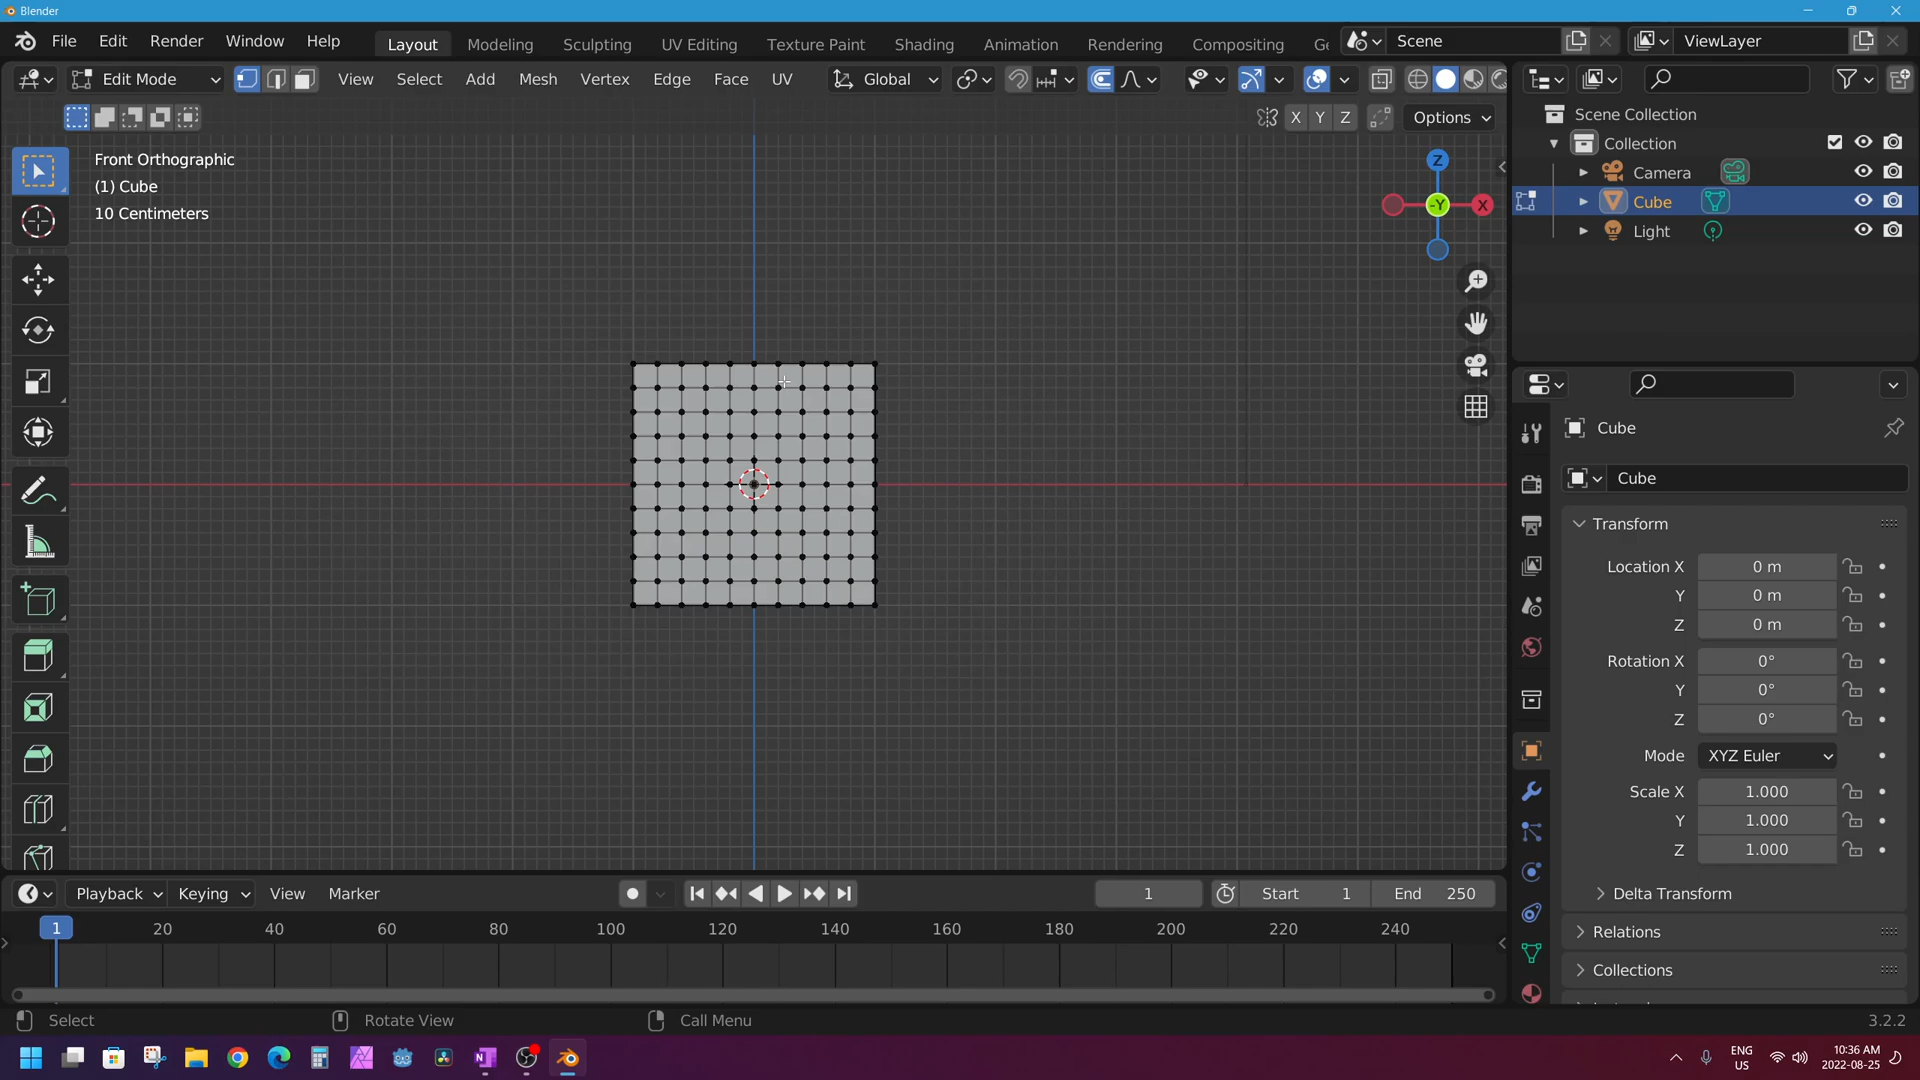 Blender
File Edit Render Window Help Layout Modeling Sculpting UV Editing Texture Paint Shading Animation Rendering Compositing Ge Scene ViewLayer
Edit Mode View Select Add Mesh Vertex Edge Face UV Global
X Y Z Options
Front Orthographic
(1) Cube
10 Centimeters
Z
-Y X
Scene Collection
Collection
Camera
Cube
Light
Cube
Cube
Transform
Location X 0 m
Y 0 m
Z 0 m
Rotation X 0°
Y 0°
Z 0°
Mode XYZ Euler
Scale X 1.000
Y 1.000
Z 1.000
Delta Transform
Relations
Collections
Playback Keying View Marker 1 Start 1 End 250
1 20 40 60 80 100 120 140 160 180 200 220 240
Select Rotate View Call Menu 3.2.2
ENG
US
10:36 AM
2022-08-25